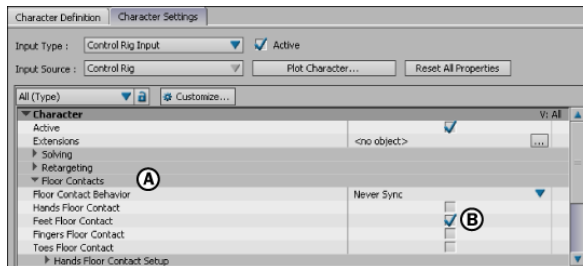 Character Definition Character Settings
Input Type : Control Rig Input Active
Input Source : Control Rig Plot Character... Reset All Properties
All (Type) Customize...
Character V: All
Active
Extensions <no object> ...
Solving
Retargeting
Floor Contacts A
Floor Contact Behavior Never Sync
Hands Floor Contact
Feet Floor Contact B
Fingers Floor Contact
Toes Floor Contact
Hands Floor Contact Setup